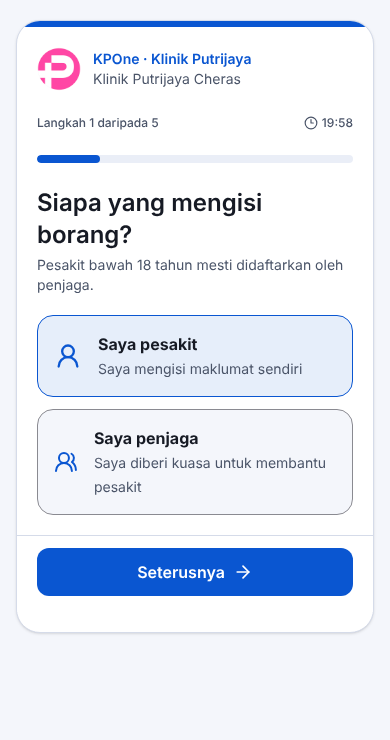 KPOne · Klinik Putrijaya
Klinik Putrijaya Cheras
Langkah 1 daripada 5
19:58
Siapa yang mengisi
borang?
Pesakit bawah 18 tahun mesti didaftarkan oleh
penjaga.
Saya pesakit
Saya mengisi maklumat sendiri
Saya penjaga
Saya diberi kuasa untuk membantu
pesakit
Seterusnya